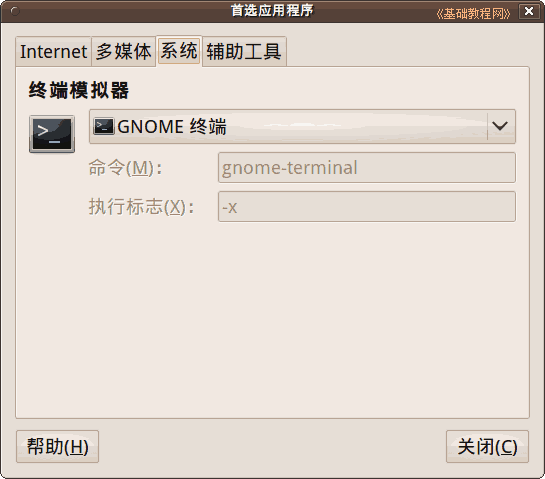 首选应用程序
《基础教程网》
Internet 多媒体 系统 辅助工具
终端模拟器
GNOME 终端
命令(M): gnome-terminal
执行标志(X): -x
帮助(H) 关闭(C)